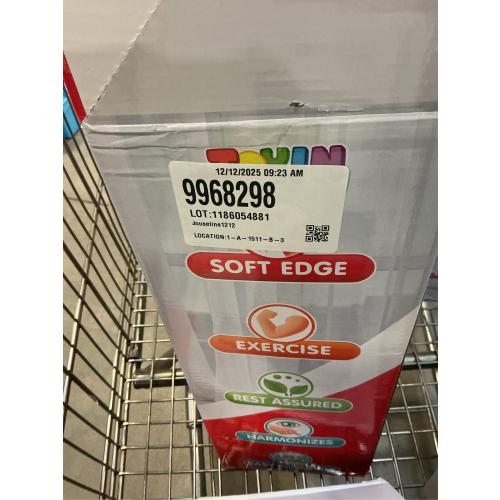 12/12/2025 09:23 AM
9968298
LOT:1186054881
Jouseline1212
LOCATION:1-A-1511-B-3
SOFT EDGE
EXERCISE
REST ASSURED
HARMONIZES